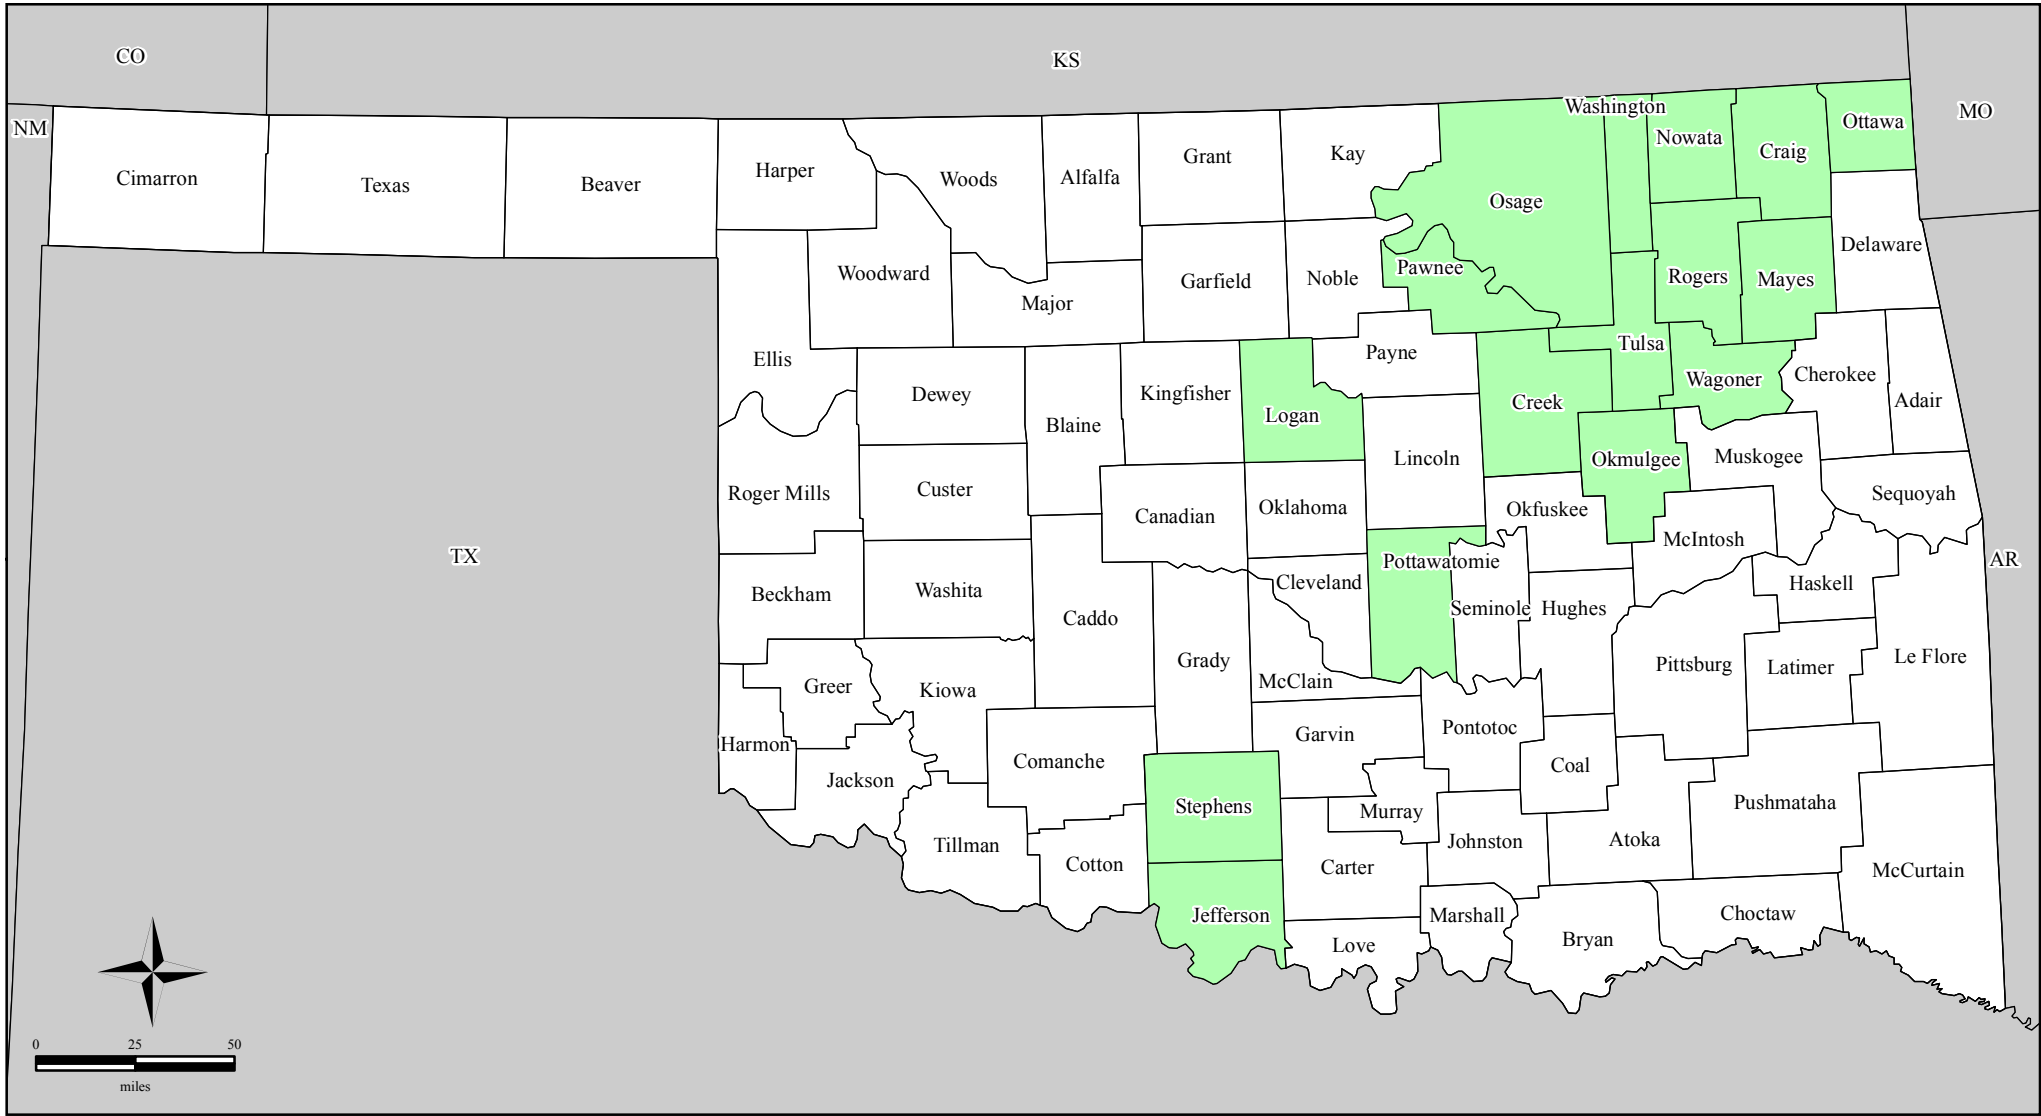 CO
KS
Washington
MO
NM
Nowata
Ottawa
Craig
Kay
Grant
Harper
Cimarron
Texas
Beaver
Woods
Alfalfa
Osage
Delaware
Pawnee
Woodward
Garfield
Noble
Rogers
Mayes
Major
Tulsa
Ellis
Payne
Cherokee
Wagoner
Dewey
Kingfisher
Adair
Creek
Logan
Blaine
Muskogee
Lincoln
Okmulgee
Roger Mills
Custer
Sequoyah
Oklahoma
Okfuskee
Canadian
McIntosh
TX
AR
Pottawatomie
Cleveland
Haskell
Beckham
Washita
Seminole
Hughes
Caddo
Le Flore
Grady
Pittsburg
Latimer
McClain
Greer
Kiowa
Pontotoc
Garvin
Harmon
Comanche
Coal
Jackson
Pushmataha
Stephens
Murray
Atoka
Johnston
Tillman
Cotton
Carter
McCurtain
Choctaw
Jefferson
Marshall
Bryan
Love
0 25 50
miles